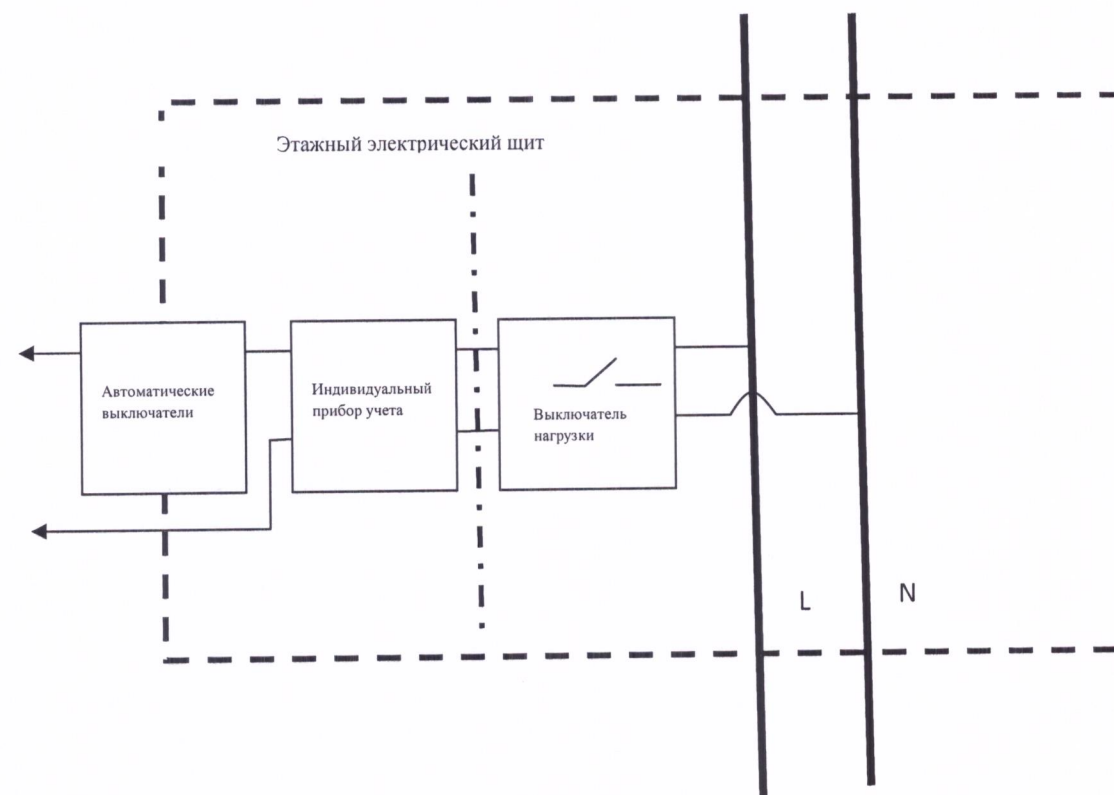 Этажный электрический щит
Автоматические
выключатели
Индивидуальный
прибор учета
Выключатель
нагрузки
L
N